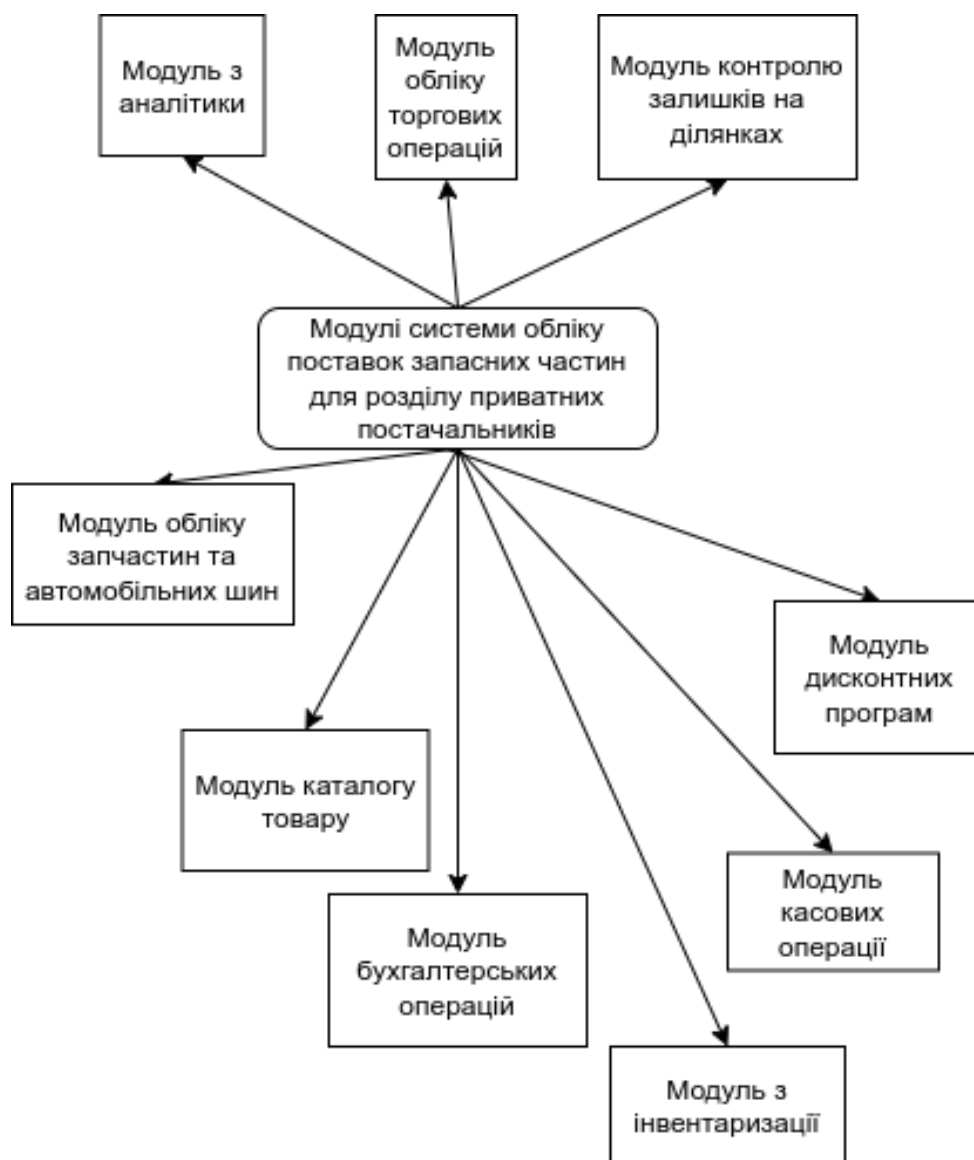 Модуль з
аналітики
Модуль
обліку
торгових
операцій
Модуль контролю
залишків на
ділянках
Модулі системи обліку
поставок запасних частин
для розділу приватних
постачальників
Модуль обліку
запчастин та
автомобільних шин
Модуль
дисконтних
програм
Модуль каталогу
товару
Модуль
касових
операції
Модуль
бухгалтерських
операцій
Модуль з
інвентаризації